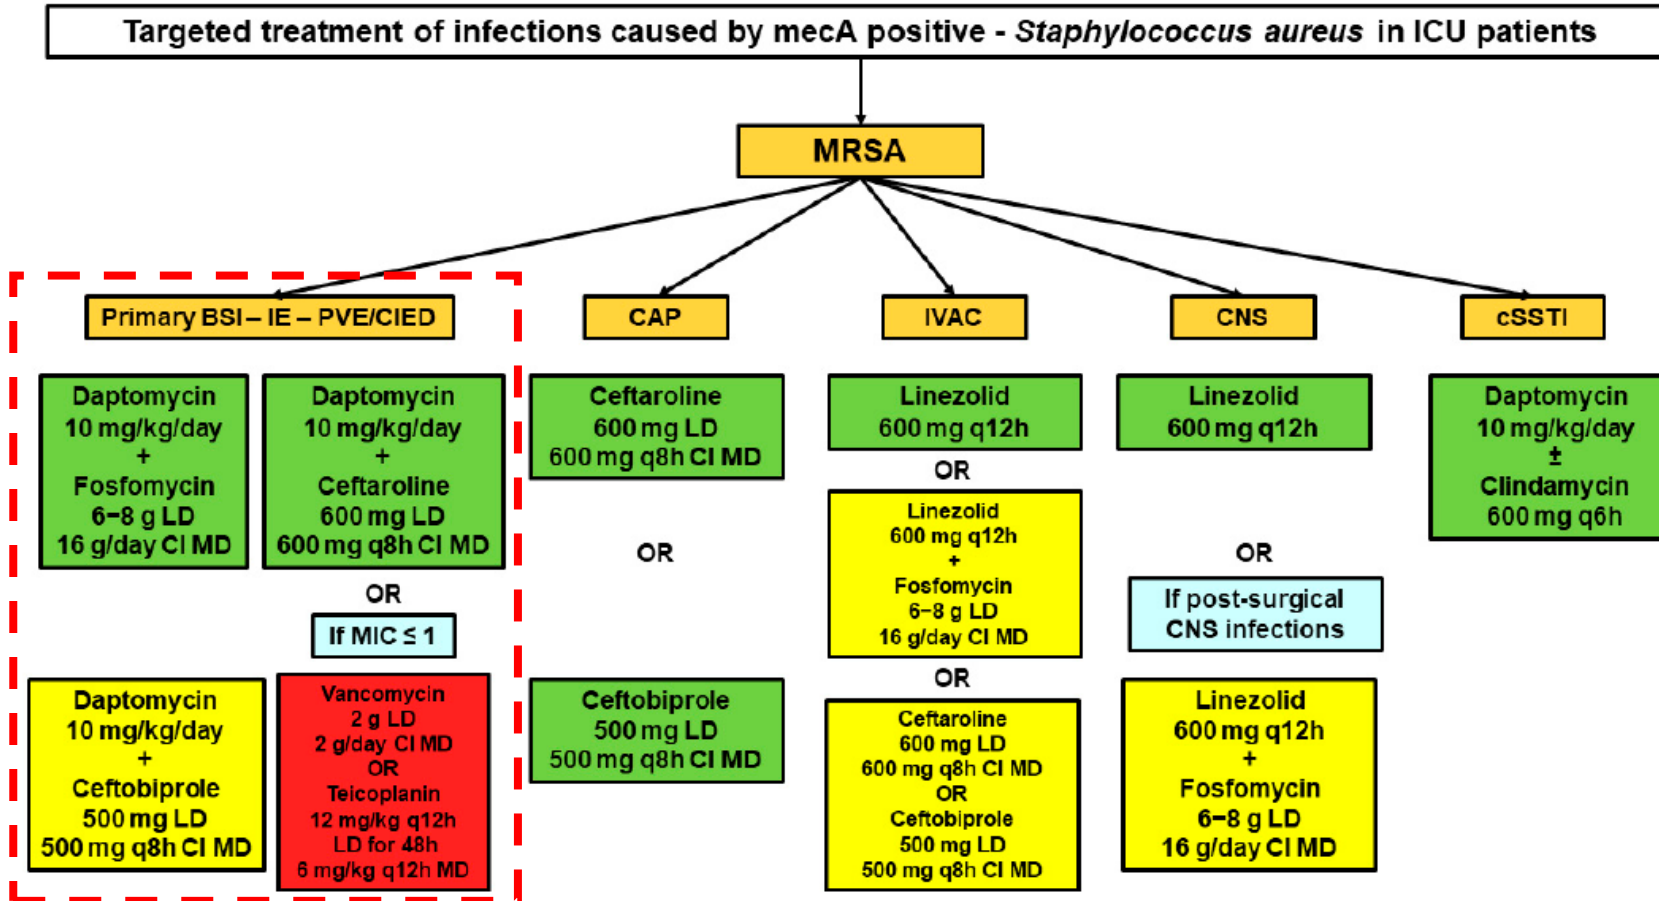 Targeted treatment of infections caused by mecA positive - Staphylococcus aureus in ICU patients
MRSA
Primary BSI – IE – PVE/CIED
Daptomycin
10 mg/kg/day
+
Fosfomycin
6–8 g LD
16 g/day CI MD
Daptomycin
10 mg/kg/day
+
Ceftaroline
600 mg LD
600 mg q8h CI MD
OR
If MIC ≤ 1
Daptomycin
10 mg/kg/day
+
Ceftobiprole
500 mg LD
500 mg q8h CI MD
Vancomycin
2 g LD
2 g/day CI MD
OR
Teicoplanin
12 mg/kg q12h
LD for 48h
6 mg/kg q12h MD
CAP
Ceftaroline
600 mg LD
600 mg q8h CI MD
OR
Ceftobiprole
500 mg LD
500 mg q8h CI MD
IVAC
Linezolid
600 mg q12h
OR
Linezolid
600 mg q12h
+
Fosfomycin
6–8 g LD
16 g/day CI MD
OR
Ceftaroline
600 mg LD
600 mg q8h CI MD
OR
Ceftobiprole
500 mg LD
500 mg q8h CI MD
CNS
Linezolid
600 mg q12h
OR
If post-surgical
CNS infections
Linezolid
600 mg q12h
+
Fosfomycin
6–8 g LD
16 g/day CI MD
cSSTI
Daptomycin
10 mg/kg/day
±
Clindamycin
600 mg q6h